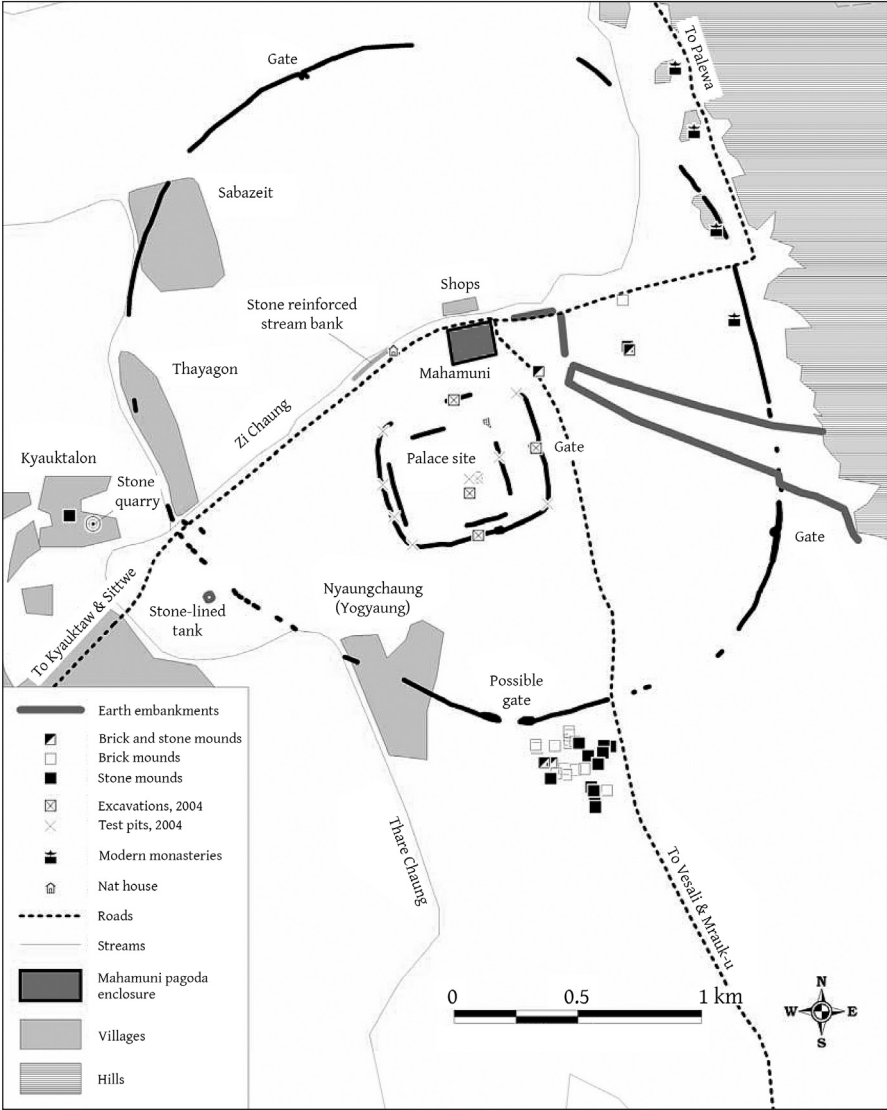 To Palewa
Gate
Sabazeit
Shops
Stone reinforced
stream bank
Mahamuni
Thayagon
Zi Chaung
Kyauktalon
Stone
quarry
Palace site
Gate
Gate
Nyaungchaung
(Yogyaung)
Stone-lined
tank
To Kyauktaw & Sittwe
Possible
gate
Earth embankments
Brick and stone mounds
Brick mounds
Stone mounds
Excavations, 2004
Test pits, 2004
Modern monasteries
Nat house
Roads
Streams
Mahamuni pagoda
enclosure
Villages
Hills
Thare Chaung
To Vesali & Mrauk-u
0 0.5 1 km
N
W E
S